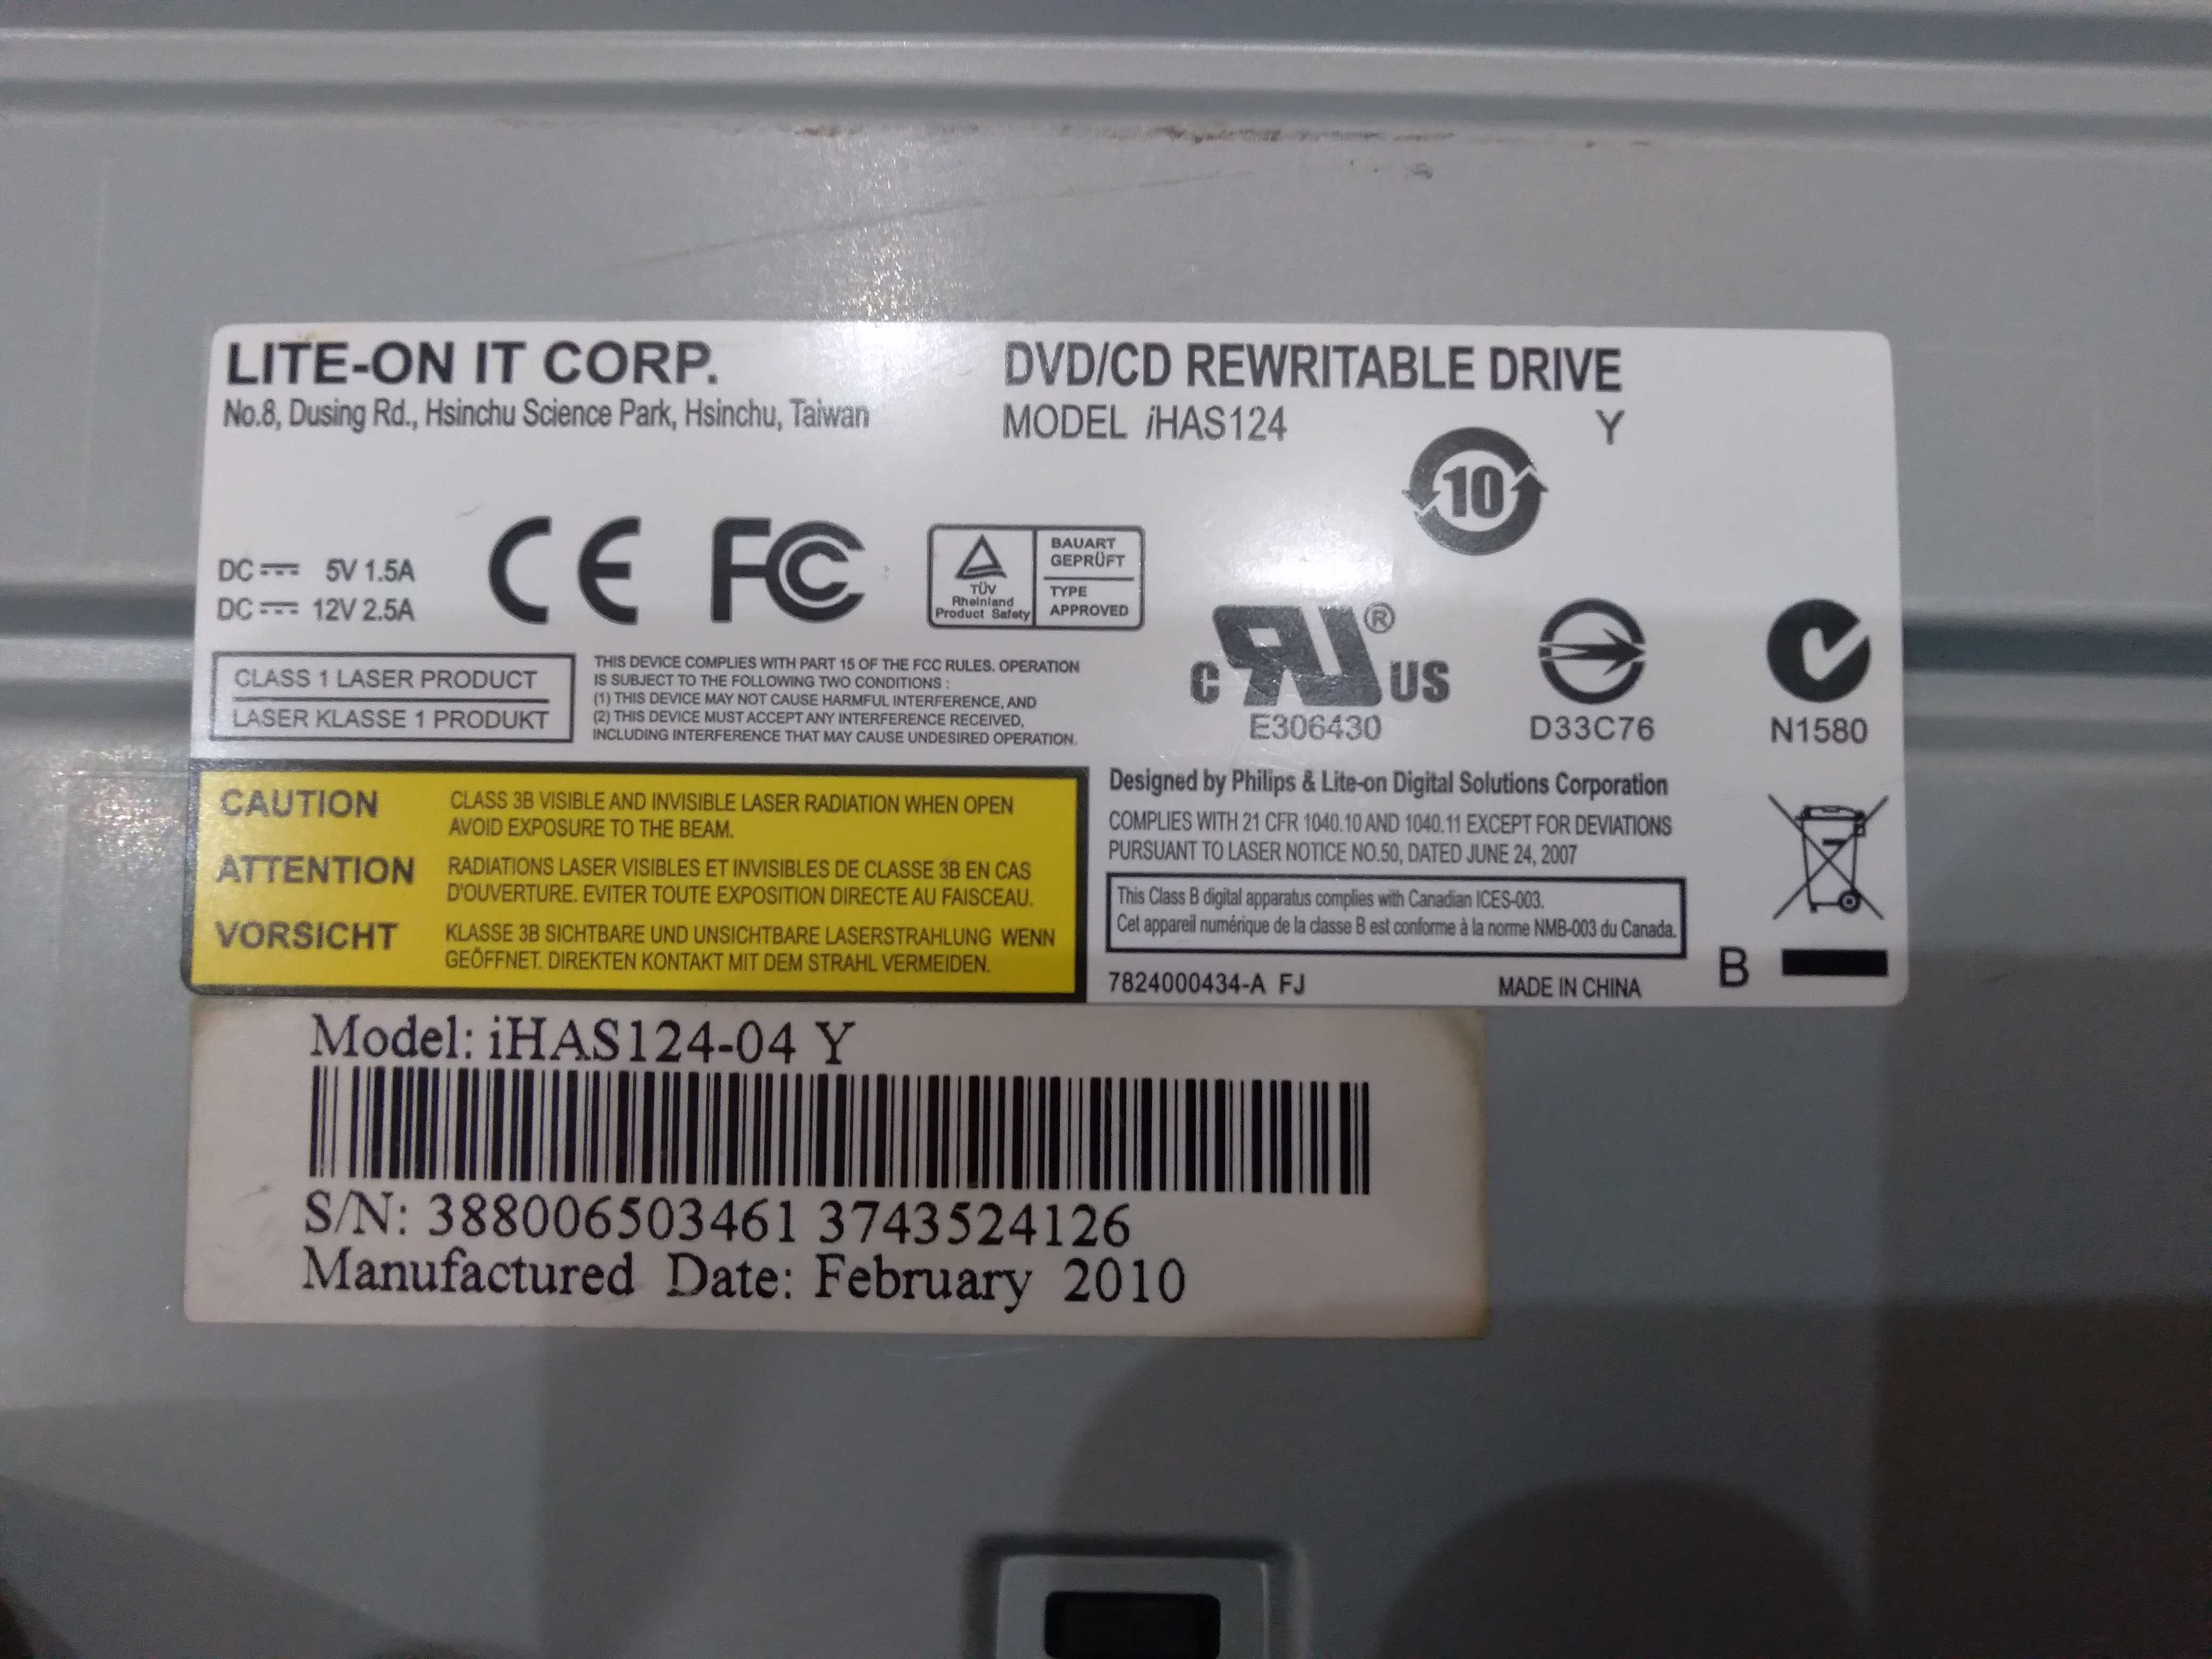 LITE-ON IT CORP.
No.8, Dusing Rd., Hsinchu Science Park, Hsinchu, Taiwan
DVD/CD REWRITABLE DRIVE
MODEL iHAS124 Y
10
DC 5V 1.5A
DC 12V 2.5A
CE FC
TÜV
Rheinland
Product Safety
BAUART
GEPRÜFT
TYPE
APPROVED
CLASS 1 LASER PRODUCT
LASER KLASSE 1 PRODUKT
THIS DEVICE COMPLIES WITH PART 15 OF THE FCC RULES. OPERATION
IS SUBJECT TO THE FOLLOWING TWO CONDITIONS :
(1) THIS DEVICE MAY NOT CAUSE HARMFUL INTERFERENCE, AND
(2) THIS DEVICE MUST ACCEPT ANY INTERFERENCE RECEIVED,
INCLUDING INTERFERENCE THAT MAY CAUSE UNDESIRED OPERATION.
c RU ® US
E306430
D33C76
N1580
CAUTION CLASS 3B VISIBLE AND INVISIBLE LASER RADIATION WHEN OPEN
AVOID EXPOSURE TO THE BEAM.
ATTENTION RADIATIONS LASER VISIBLES ET INVISIBLES DE CLASSE 3B EN CAS
D'OUVERTURE. EVITER TOUTE EXPOSITION DIRECTE AU FAISCEAU.
VORSICHT KLASSE 3B SICHTBARE UND UNSICHTBARE LASERSTRAHLUNG WENN
GEÖFFNET. DIREKTEN KONTAKT MIT DEM STRAHL VERMEIDEN.
Designed by Philips & Lite-on Digital Solutions Corporation
COMPLIES WITH 21 CFR 1040.10 AND 1040.11 EXCEPT FOR DEVIATIONS
PURSUANT TO LASER NOTICE NO.50, DATED JUNE 24, 2007
This Class B digital apparatus complies with Canadian ICES-003.
Cet appareil numérique de la classe B est conforme à la norme NMB-003 du Canada.
7824000434-A FJ
MADE IN CHINA
B
Model: iHAS124-04 Y
S/N: 388006503461 3743524126
Manufactured Date: February 2010